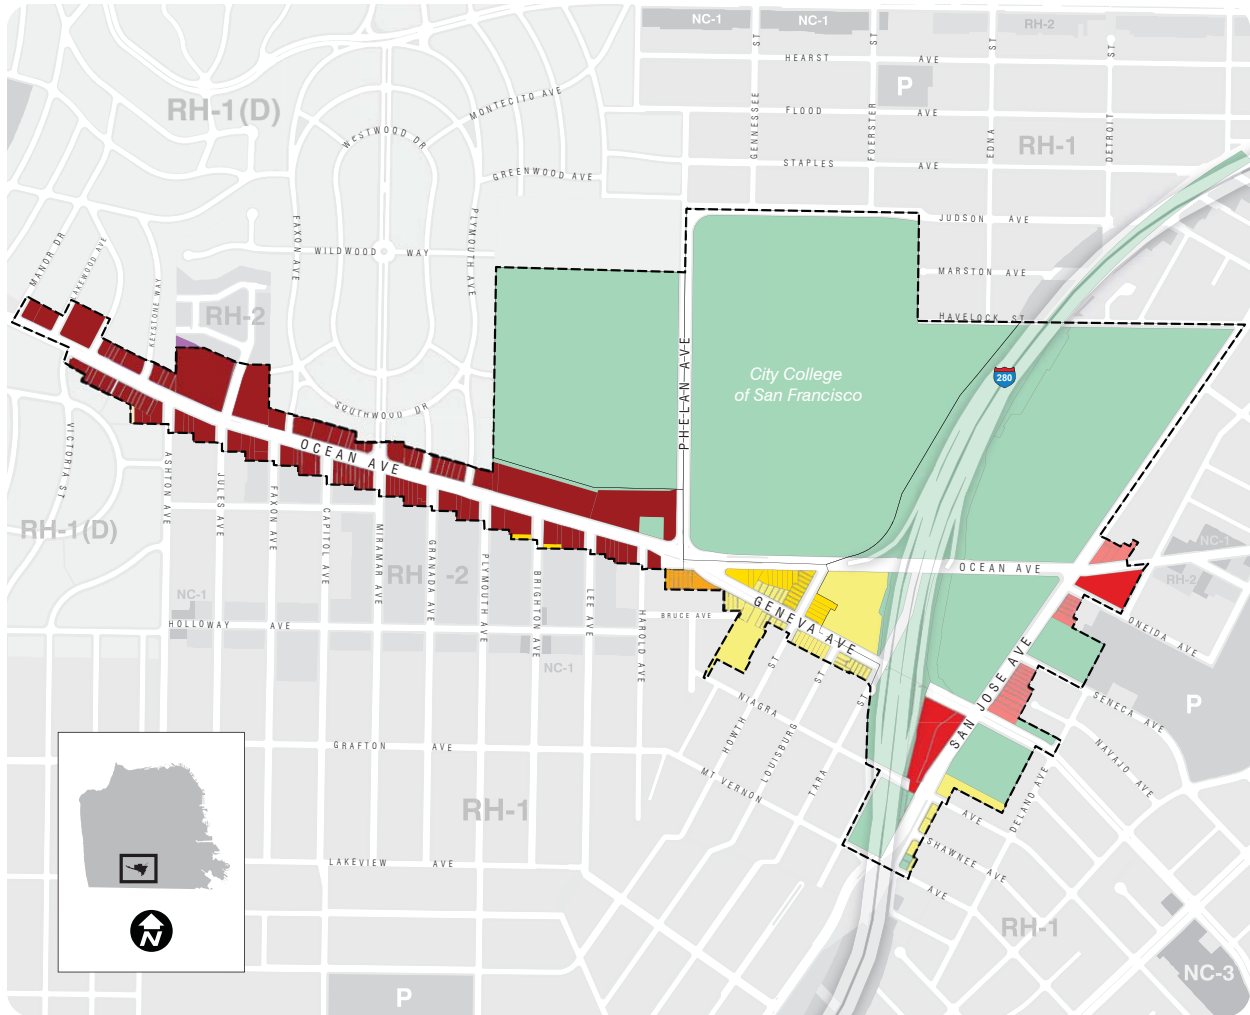 NC-1
NC-1
RH-2
ST
ST
ST
ST
HEARST AVE
P
RH-1(D)
MONTECITO AVE
FLOOD AVE
WESTWOOD DR
GENNESSEE
FOERSTER
EDNA
DETROIT
RH-1
STAPLES AVE
GREENWOOD AVE
JUDSON AVE
FAXON AVE
PLYMOUTH AVE
WILDWOOD WAY
MANOR DR
LAKEWOOD AVE
KEYSTONE WAY
MARSTON AVE
RH-2
HAVELOCK ST
PHELAN AVE
City College
of San Francisco
280
SOUTHWOOD DR
OCEAN AVE
VICTORIA ST
ASHTON AVE
JULES AVE
FAXON AVE
CAPITOL AVE
MIRAMAR AVE
GRANADA AVE
PLYMOUTH AVE
BRIGHTON AVE
LEE AVE
HAROLD AVE
RH-1(D)
NC-1
RH-2
OCEAN AVE
RH-2
NC-1
HOLLOWAY AVE
BRUCE AVE
GENEVA AVE
ONEIDA AVE
NC-1
SAN JOSE AVE
P
SENECA AVE
NIAGRA
AVE
HOWTH ST
LOUISBURG ST
TARA ST
NAVAJO AVE
GRAFTON AVE
MT VERNON
AVE
DELANO AVE
RH-1
LAKEVIEW AVE
SHAWNEE AVE
N
RH-1
NC-3
P